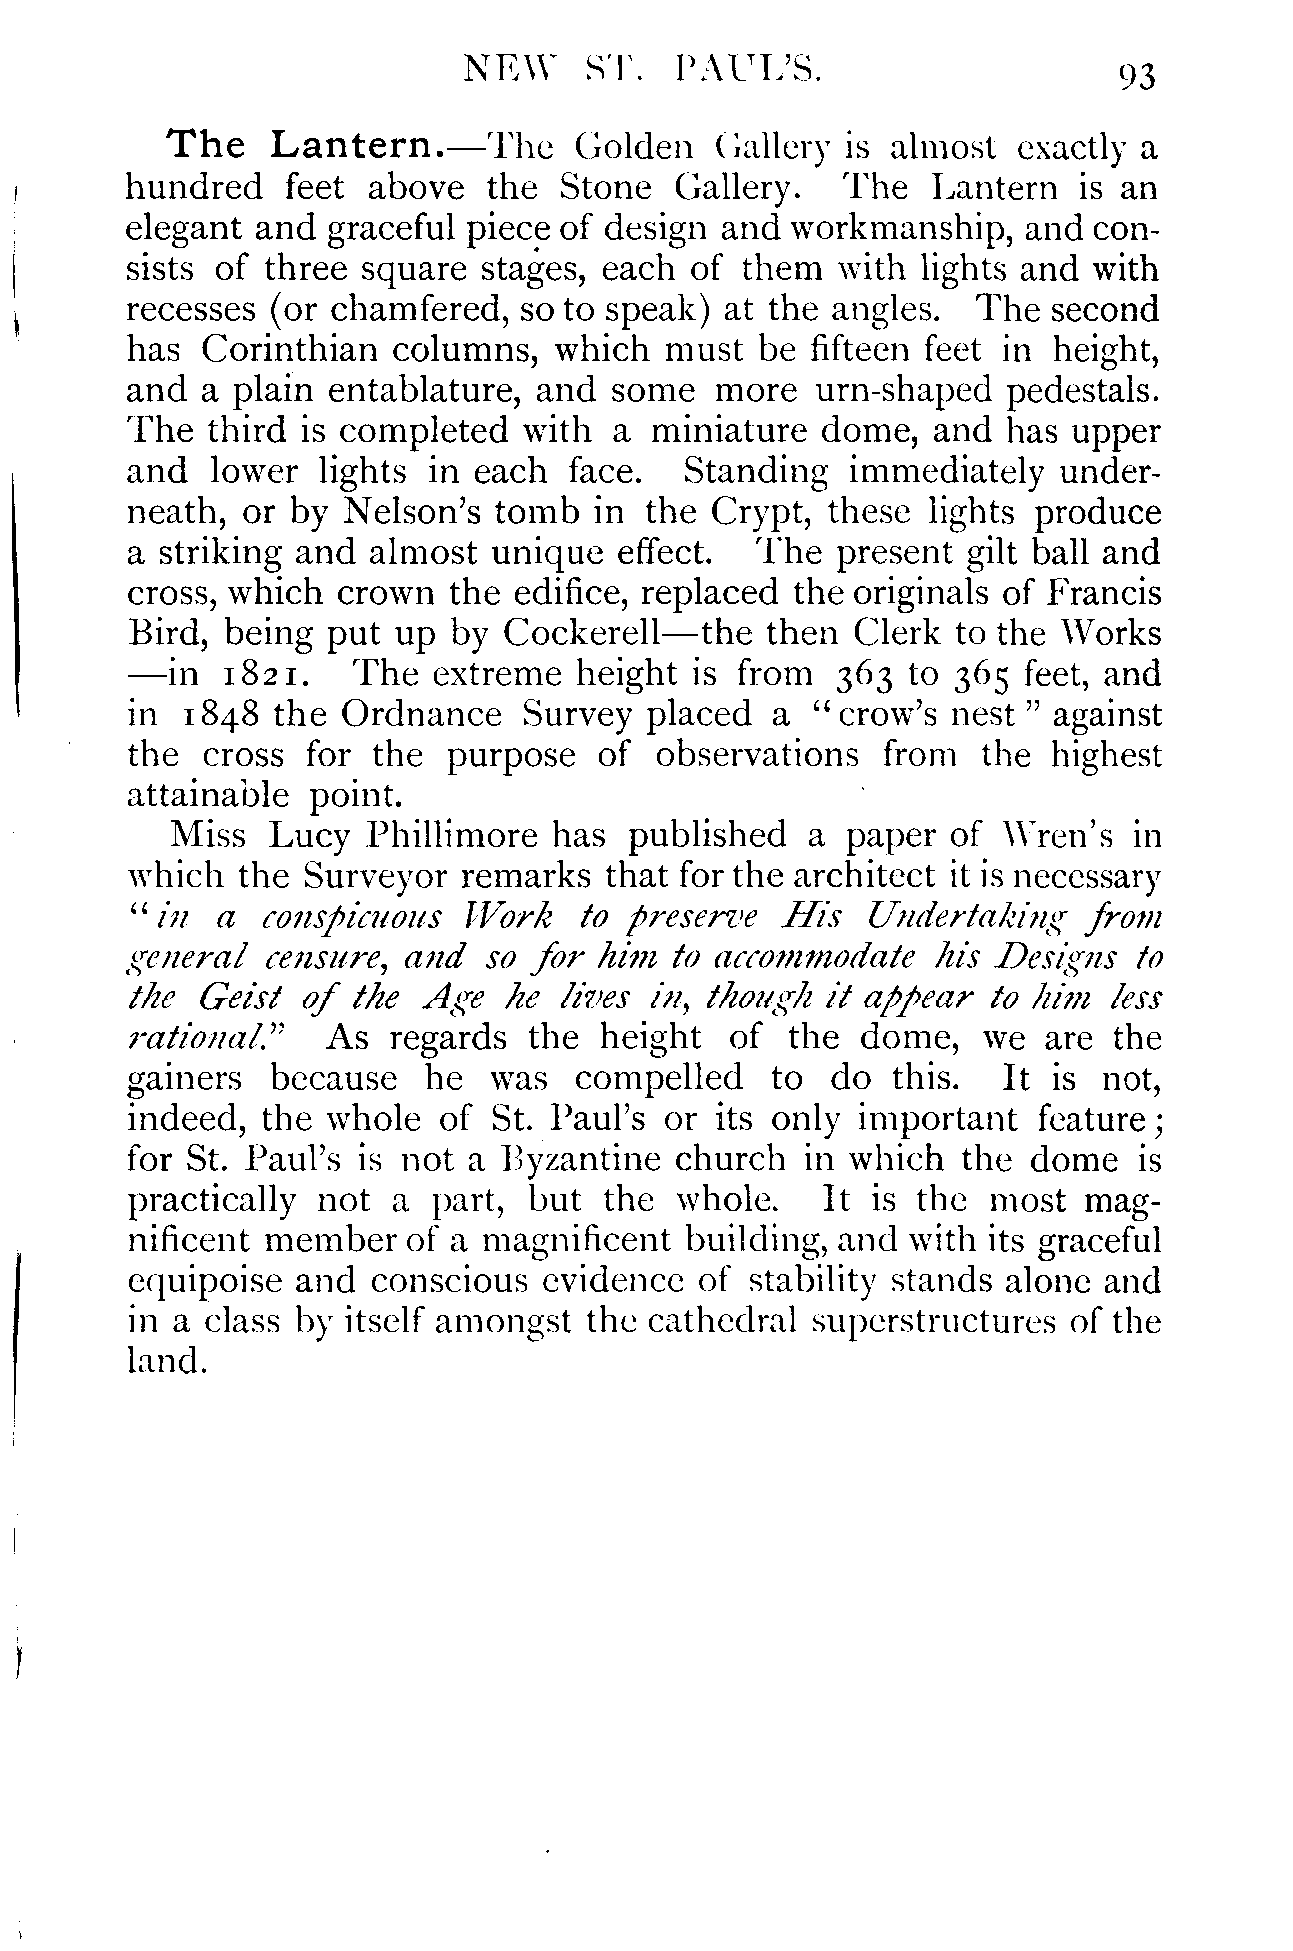 NEW ST. PAUL'S.
93
The Lantern.—The Golden Gallery is almost exactly a
hundred feet above the Stone Gallery. The Lantern is an
elegant and graceful piece of design and workmanship, and con-
sists of three square stages, each of them with lights and with
recesses (or chamfered, so to speak) at the angles. The second
has Corinthian columns, which must be fifteen feet in height,
and a plain entablature, and some more urn-shaped pedestals.
The third is completed with a miniature dome, and has upper
and lower lights in each face. Standing immediately under-
neath, or by Nelson's tomb in the Crypt, these lights produce
a striking and almost unique effect. The present gilt ball and
cross, which crown the edifice, replaced the originals of Francis
Bird, being put up by Cockerell—the then Clerk to the Works
—in 1821. The extreme height is from 363 to 365 feet, and
in 1848 the Ordnance Survey placed a "crow's nest" against
the cross for the purpose of observations from the highest
attainable point.
Miss Lucy Phillimore has published a paper of Wren's in
which the Surveyor remarks that for the architect it is necessary
"in a conspicuous Work to preserve His Undertaking from
general censure, and so for him to accommodate his Designs to
the Geist of the Age he lives in, though it appear to him less
rational." As regards the height of the dome, we are the
gainers because he was compelled to do this. It is not,
indeed, the whole of St. Paul's or its only important feature;
for St. Paul's is not a Byzantine church in which the dome is
practically not a part, but the whole. It is the most mag-
nificent member of a magnificent building, and with its graceful
equipoise and conscious evidence of stability stands alone and
in a class by itself amongst the cathedral superstructures of the
land.